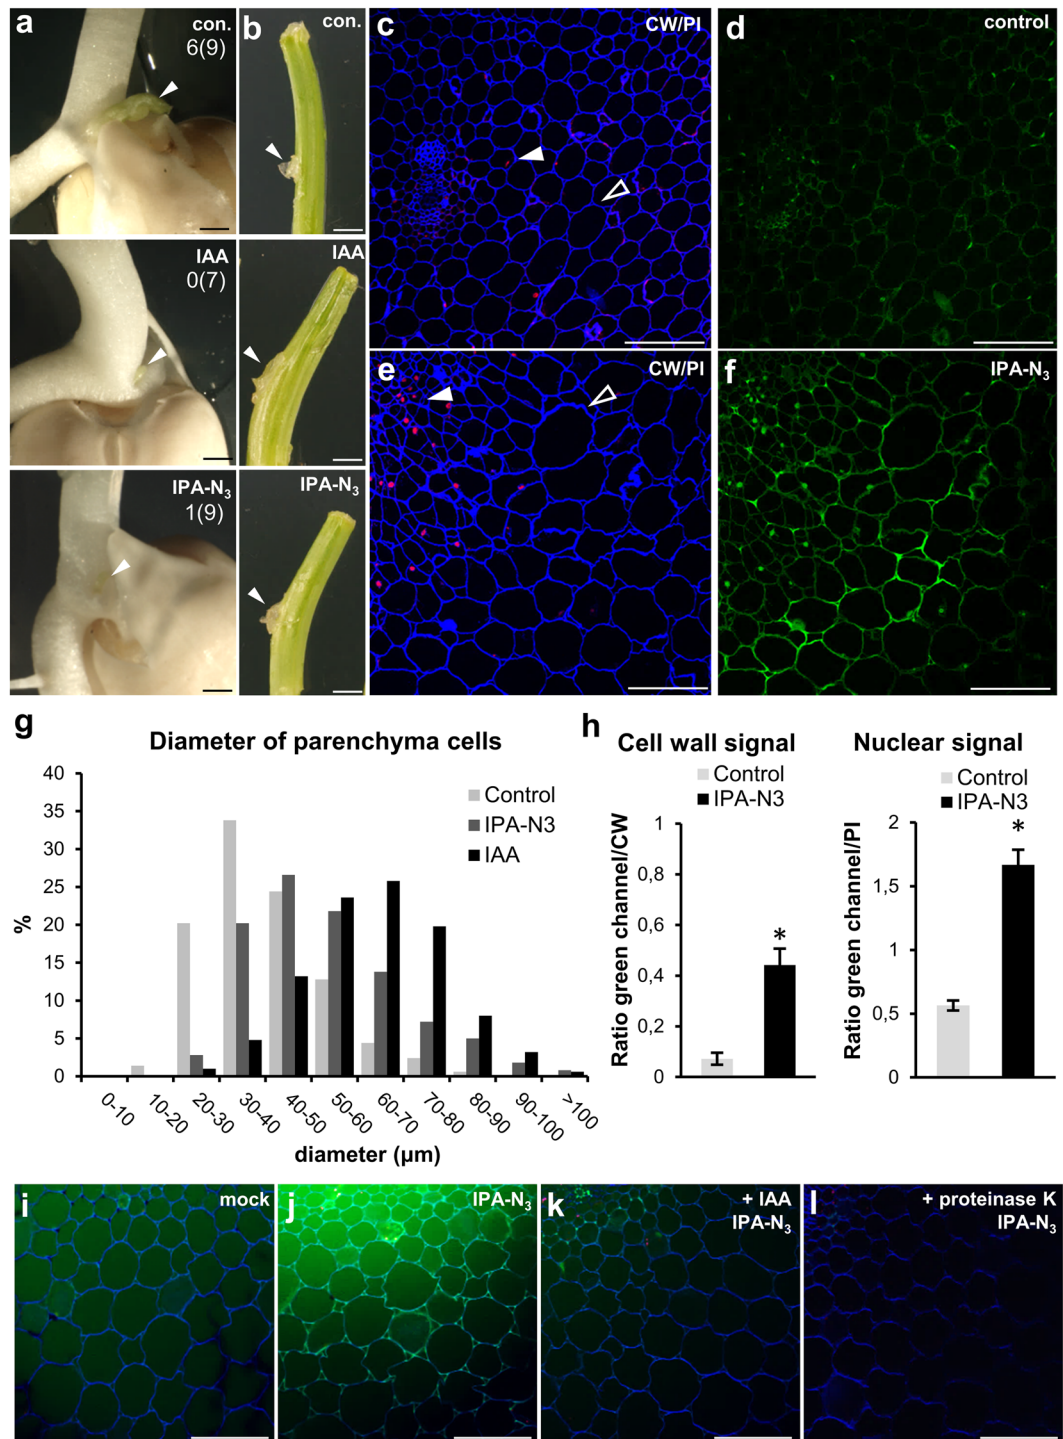 a
con.
6(9)
IAA
0(7)
IPA-N₃
1(9)
b
con.
IAA
IPA-N₃
c
CW/PI
d
control
e
CW/PI
f
IPA-N₃
g
Diameter of parenchyma cells
40
35
30
25
20
15
10
5
0
%
Control
IPA-N3
IAA
0-10
10-20
20-30
30-40
40-50
50-60
60-70
70-80
80-90
90-100
>100
diameter (µm)
h
Cell wall signal
Control
IPA-N3
Ratio green channel/CW
1
0,8
0,6
0,4
0,2
0
*
Nuclear signal
Control
IPA-N3
Ratio green channel/PI
2
1,5
1
0,5
0
*
i
mock
j
IPA-N₃
k
+ IAA
IPA-N₃
l
+ proteinase K
IPA-N₃